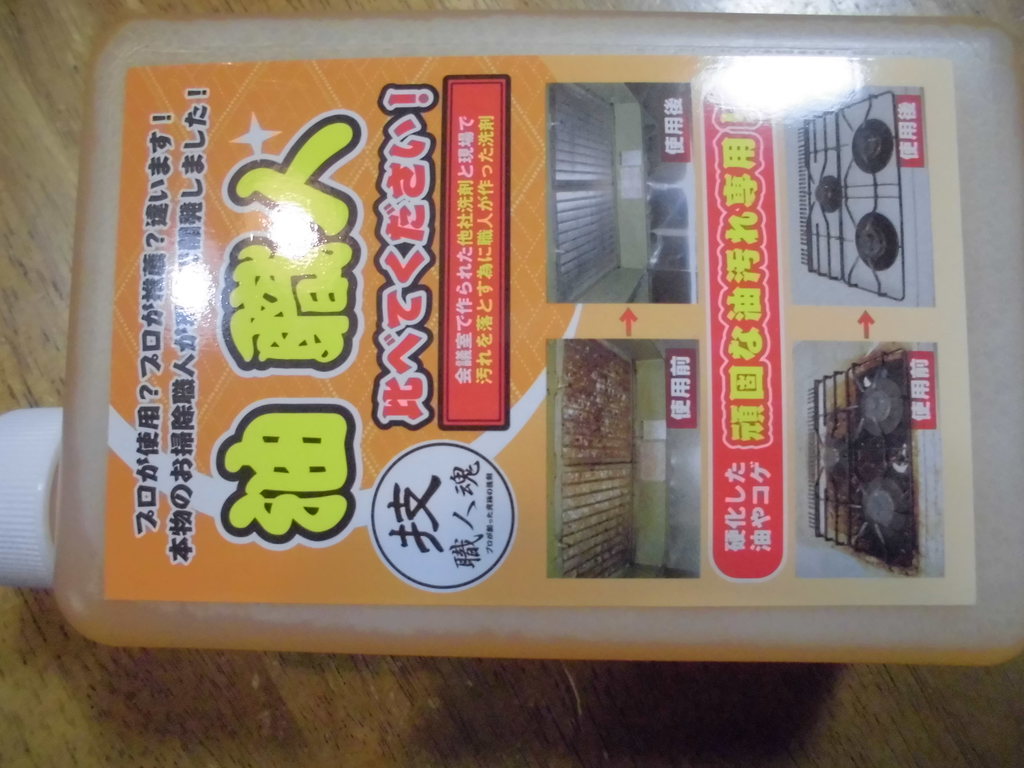 プロが使用？プロが推薦？違います！
本物のお掃除職人が 開発しました！
油職人
比べてください！
会議室で作られた他社洗剤と現場で
汚れを落とす為に職人が作った洗剤
技
職人魂
使用前
使用後
硬化した
油やコゲ
頑固な油汚れ専用
使用前
使用後